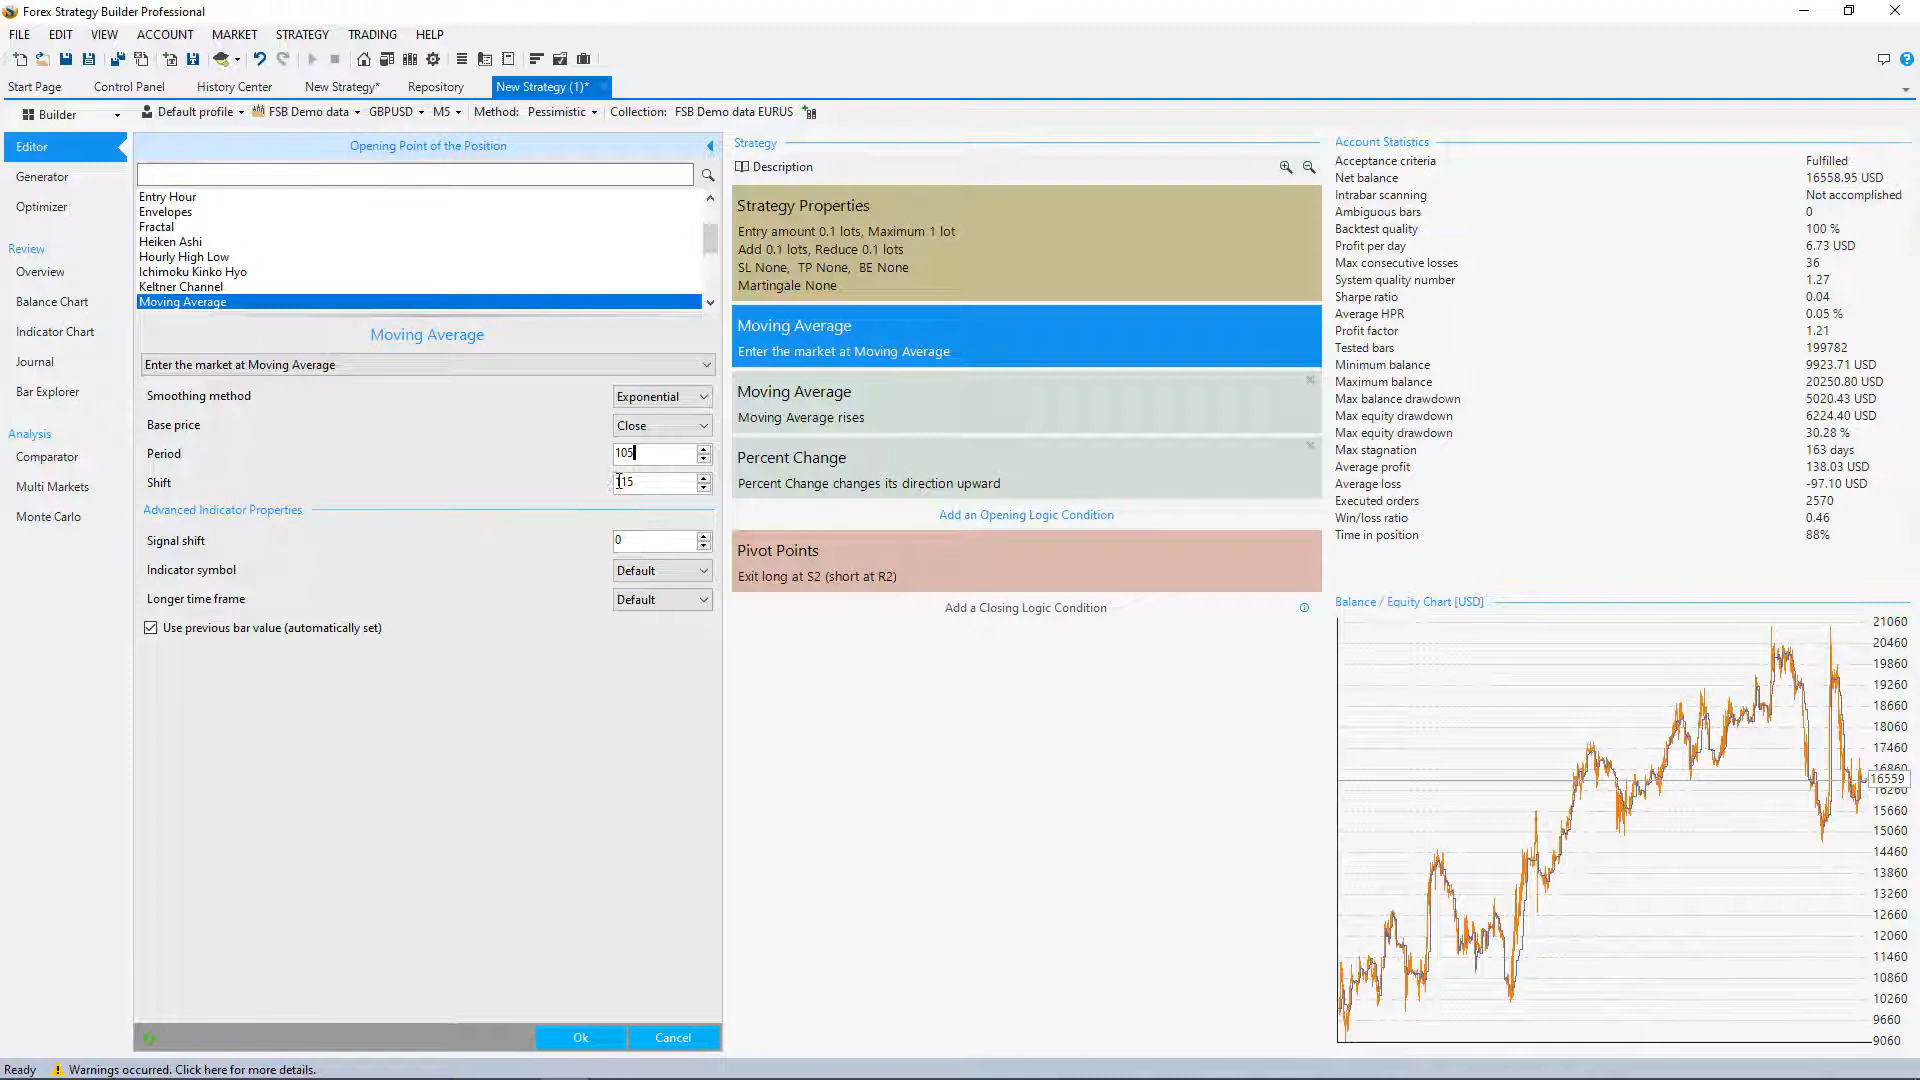 Forex Strategy Builder Professional
FILE EDIT VIEW ACCOUNT MARKET STRATEGY TRADING HELP
Start Page Control Panel History Center New Strategy* Repository New Strategy (1)*
Builder Default profile FSB Demo data GBPUSD M5 Method: Pessimistic Collection: FSB Demo data EURUS
Editor
Generator
Optimizer
Review
Overview
Balance Chart
Indicator Chart
Journal
Bar Explorer
Analysis
Comparator
Multi Markets
Monte Carlo
Opening Point of the Position
Entry Hour
Envelopes
Fractal
Heiken Ashi
Hourly High Low
Ichimoku Kinko Hyo
Keltner Channel
Moving Average
Moving Average
Enter the market at Moving Average
Smoothing method Exponential
Base price Close
Period 105
Shift
Advanced Indicator Properties
Signal shift 0
Indicator symbol Default
Longer time frame Default
Use previous bar value (automatically set)
Ok Cancel
Strategy
Description
Strategy Properties
Entry amount 0.1 lots, Maximum 1 lot
Add 0.1 lots, Reduce 0.1 lots
SL None, TP None, BE None
Martingale None
Moving Average
Enter the market at Moving Average
Moving Average
Moving Average rises
Percent Change
Percent Change changes its direction upward
Add an Opening Logic Condition
Pivot Points
Exit long at S2 (short at R2)
Add a Closing Logic Condition
Account Statistics
Acceptance criteria Fulfilled
Net balance 16558.95 USD
Intrabar scanning Not accomplished
Ambiguous bars 0
Backtest quality 100 %
Profit per day 6.73 USD
Max consecutive losses 36
System quality number 1.27
Sharpe ratio 0.04
Average HPR 0.05 %
Profit factor 1.21
Tested bars 199782
Minimum balance 9923.71 USD
Maximum balance 20250.80 USD
Max balance drawdown 5020.43 USD
Max equity drawdown 6224.40 USD
Max equity drawdown 30.28 %
Max stagnation 163 days
Average profit 138.03 USD
Average loss -97.10 USD
Executed orders 2570
Win/loss ratio 0.46
Time in position 88%
Balance / Equity Chart [USD]
21060
20460
19860
19260
18660
18060
17460
16860
16559
16260
15660
15060
14460
13860
13260
12660
12060
11460
10860
10260
9660
9060
Ready Warnings occurred. Click here for more details.